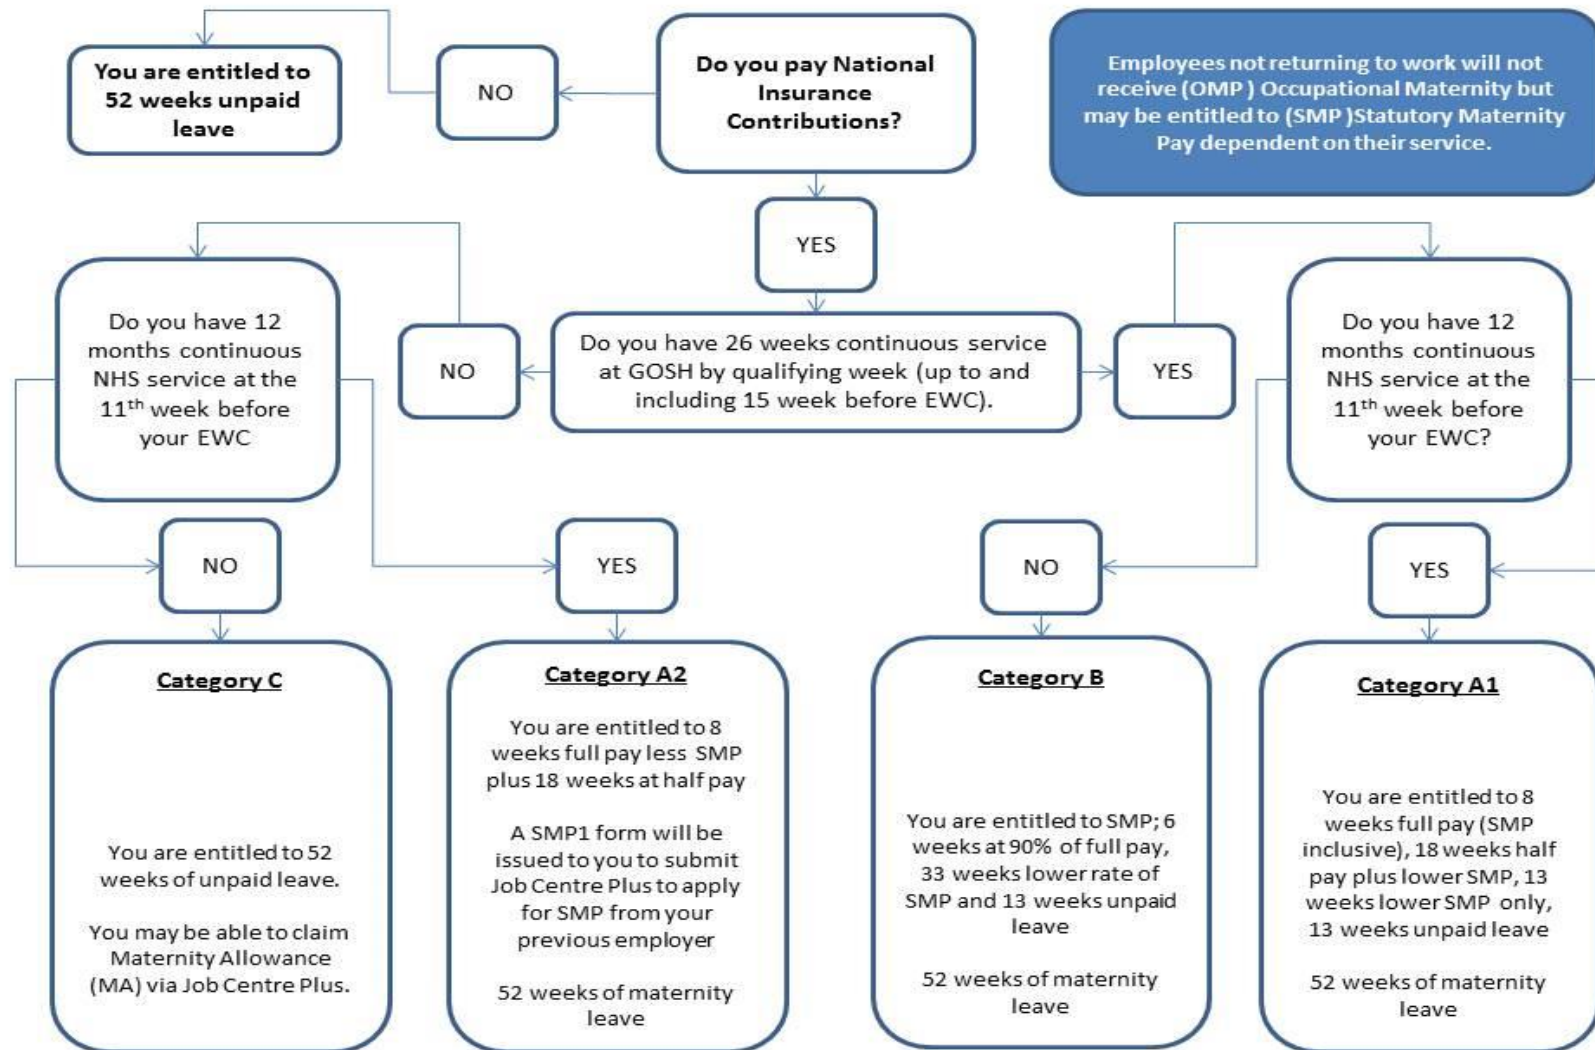 You are entitled to
52 weeks unpaid
leave
NO
Do you pay National
Insurance
Contributions?
Employees not returning to work will not
receive (OMP ) Occupational Maternity but
may be entitled to (SMP )Statutory Maternity
Pay dependent on their service.
YES
Do you have 12
months continuous
NHS service at the
11th week before
your EWC
NO
Do you have 26 weeks continuous service
at GOSH by qualifying week (up to and
including 15 week before EWC).
YES
Do you have 12
months continuous
NHS service at the
11th week before
your EWC?
NO
YES
NO
YES
Category C
You are entitled to 52
weeks of unpaid leave.
You may be able to claim
Maternity Allowance
(MA) via Job Centre Plus.
Category A2
You are entitled to 8
weeks full pay less SMP
plus 18 weeks at half pay
A SMP1 form will be
issued to you to submit
Job Centre Plus to apply
for SMP from your
previous employer
52 weeks of maternity
leave
Category B
You are entitled to SMP; 6
weeks at 90% of full pay,
33 weeks lower rate of
SMP and 13 weeks unpaid
leave
52 weeks of maternity
leave
Category A1
You are entitled to 8
weeks full pay (SMP
inclusive), 18 weeks half
pay plus lower SMP, 13
weeks lower SMP only,
13 weeks unpaid leave
52 weeks of maternity
leave